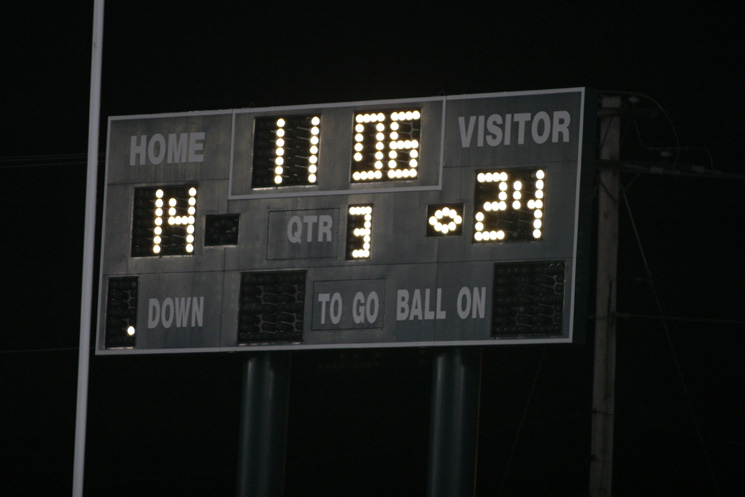 HOME 11 06 VISITOR
14 QTR 3 24
DOWN TO GO BALL ON